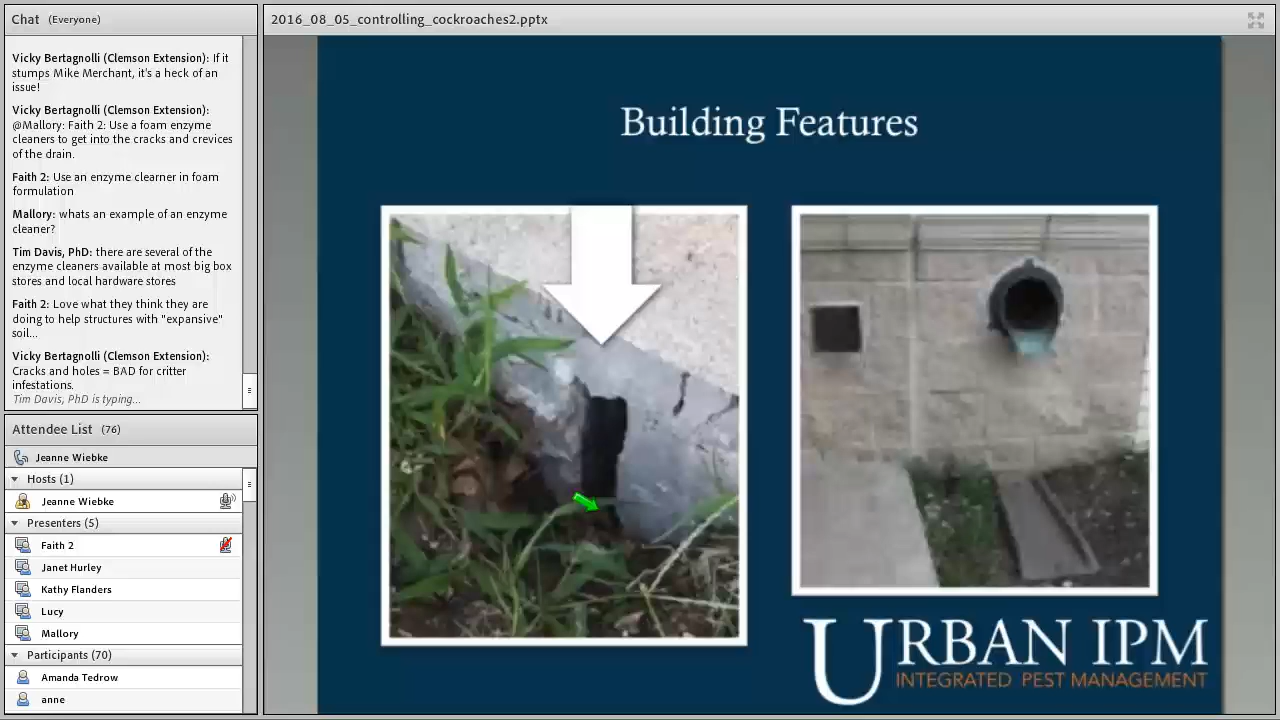 Chat (Everyone)
Vicky Bertagnolli (Clemson Extension): If it
stumps Mike Merchant, it's a heck of an
issue!
Vicky Bertagnolli (Clemson Extension):
@Mallory: Faith 2: Use a foam enzyme
cleaners to get into the cracks and crevices
of the drain.
Faith 2: Use an enzyme clearner in foam
formulation
Mallory: whats an example of an enzyme
cleaner?
Tim Davis, PhD: there are several of the
enzyme cleaners available at most big box
stores and local hardware stores
Faith 2: Love what they think they are
doing to help structures with "expansive"
soil...
Vicky Bertagnolli (Clemson Extension):
Cracks and holes = BAD for critter
infestations.
Tim Davis, PhD is typing...
Attendee List (76)
Jeanne Wiebke
Hosts (1)
Jeanne Wiebke
Presenters (5)
Faith 2
Janet Hurley
Kathy Flanders
Lucy
Mallory
Participants (70)
Amanda Tedrow
anne
2016_08_05_controlling_cockroaches2.pptx
Building Features
URBAN IPM
INTEGRATED PEST MANAGEMENT